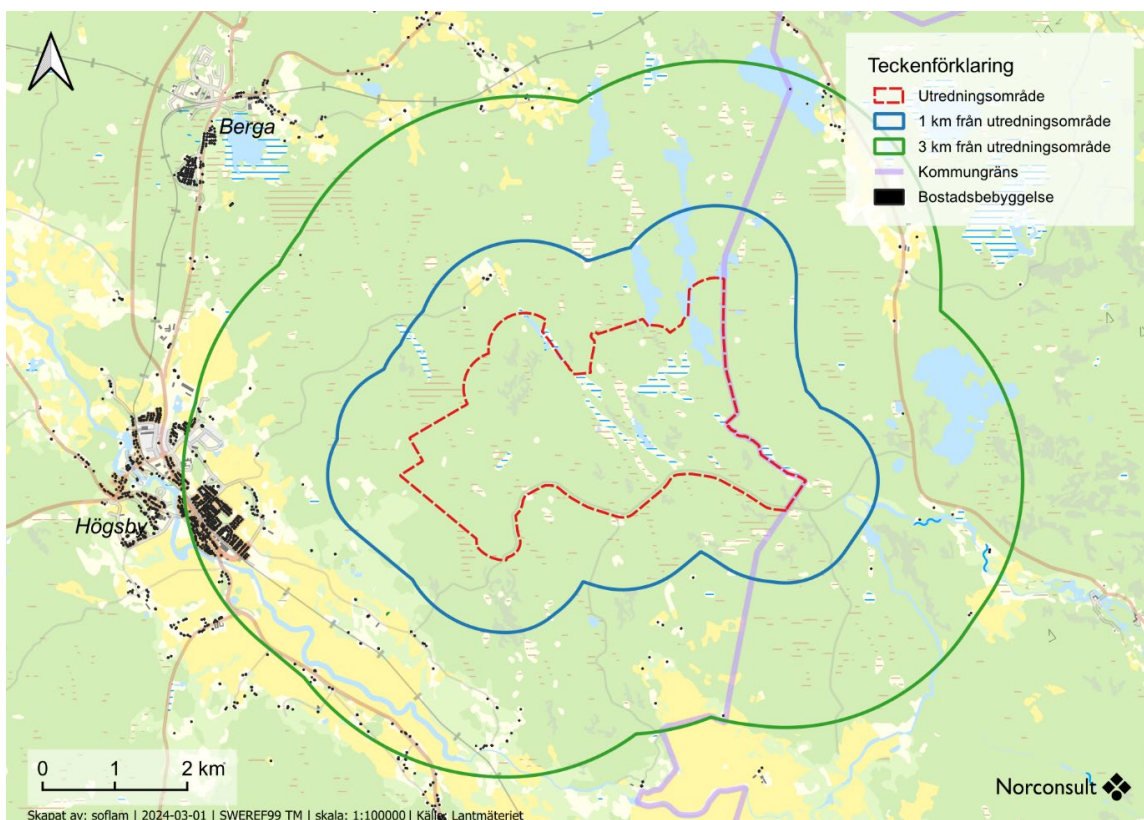 Teckenförklaring
Utredningsområde
1 km från utredningsområde
3 km från utredningsområde
Kommungräns
Bostadsbebyggelse
Berga
Högsby
0 1 2 km
Norconsult
Skapat av: soflam | 2024-03-01 | SWEREF99 TM | skala: 1:100000 | Källa: Lantmäteriet